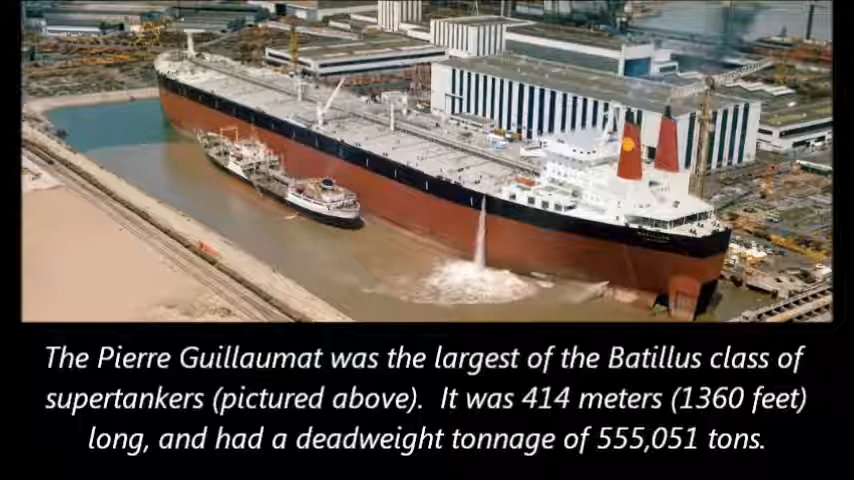 The Pierre Guillaumat was the largest of the Batillus class of
supertankers (pictured above).  It was 414 meters (1360 feet)
long, and had a deadweight tonnage of 555,051 tons.